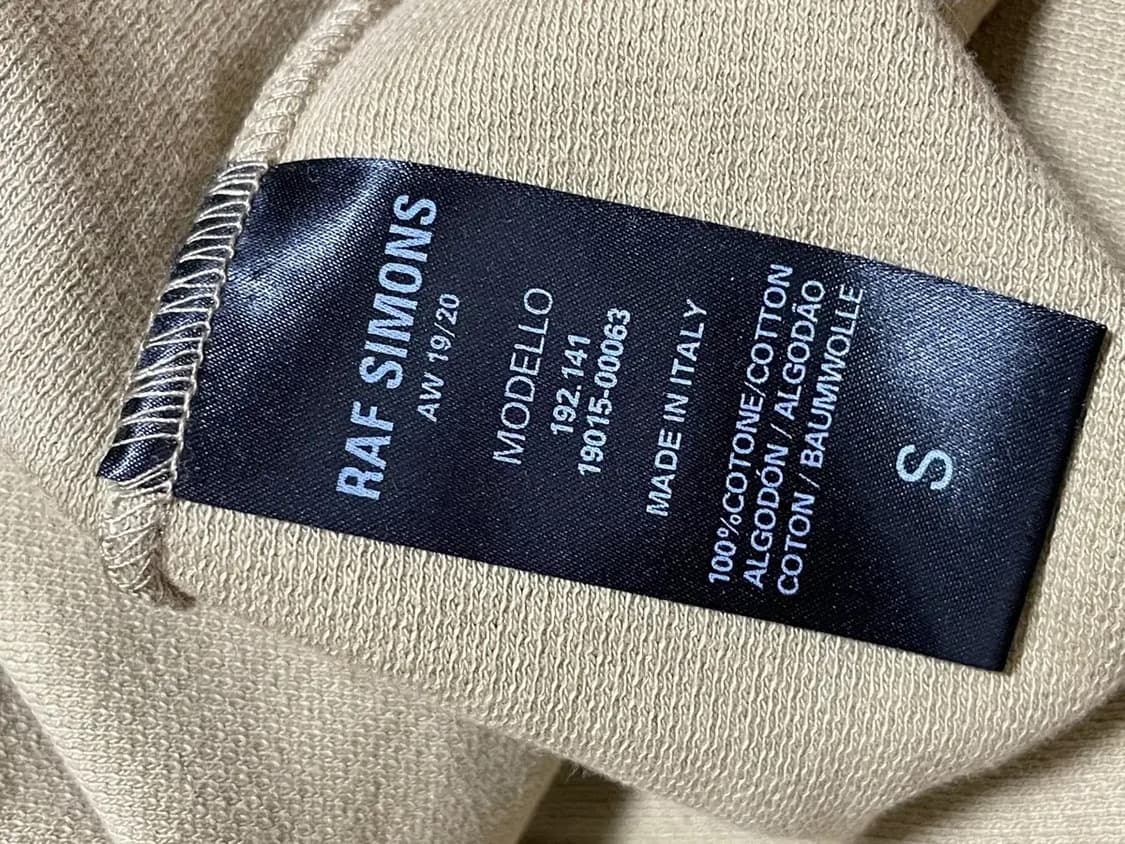 RAF SIMONS
AW 19/20
MODELLO
192.141
19015-00063
MADE IN ITALY
100%COTONE/COTTON
ALGODÓN / ALGODÃO
COTON / BAUMWOLLE
S